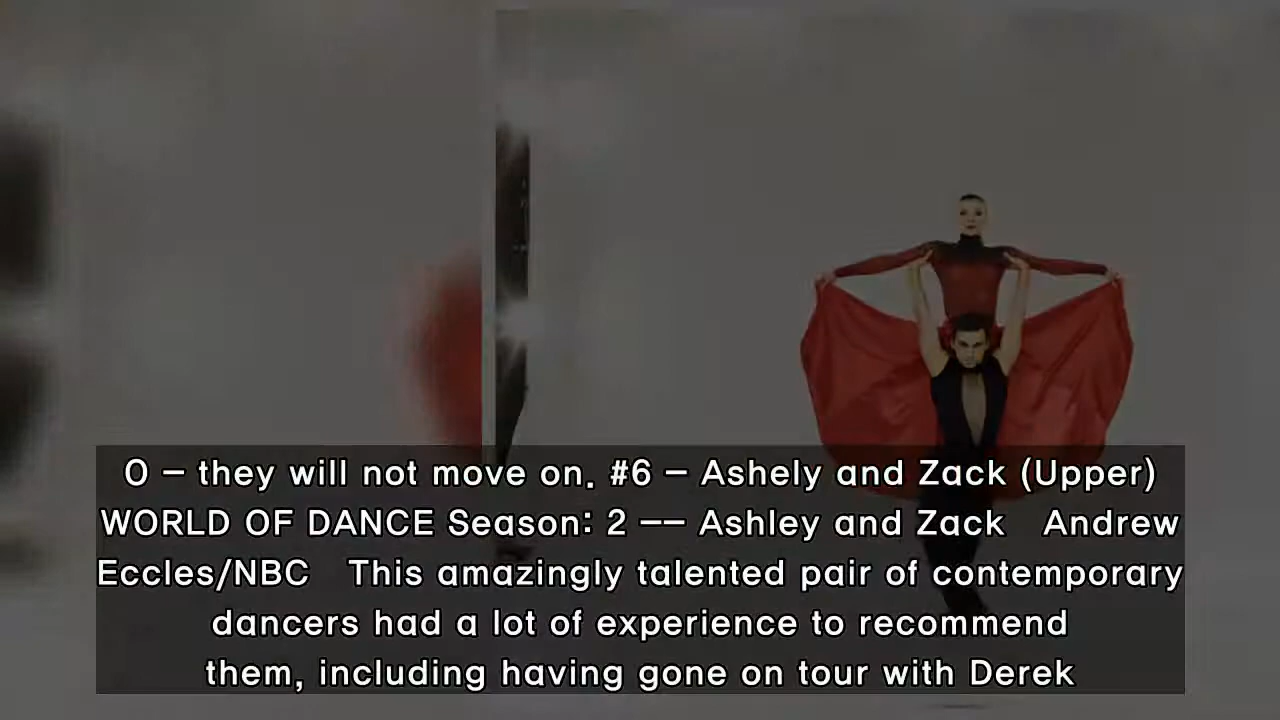 O – they will not move on. #6 – Ashely and Zack (Upper)
WORLD OF DANCE Season: 2 –– Ashley and Zack Andrew
Eccles/NBC This amazingly talented pair of contemporary
dancers had a lot of experience to recommend
them, including having gone on tour with Derek